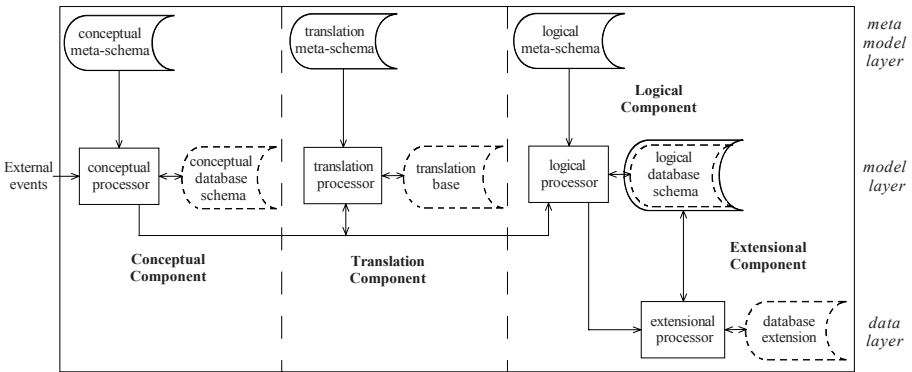 conceptual
meta-schema
translation
meta-schema
logical
meta-schema
meta
model
layer
Logical
Component
External
events
conceptual
processor
conceptual
database
schema
translation
processor
translation
base
logical
processor
logical
database
schema
model
layer
Conceptual
Component
Translation
Component
Extensional
Component
extensional
processor
database
extension
data
layer